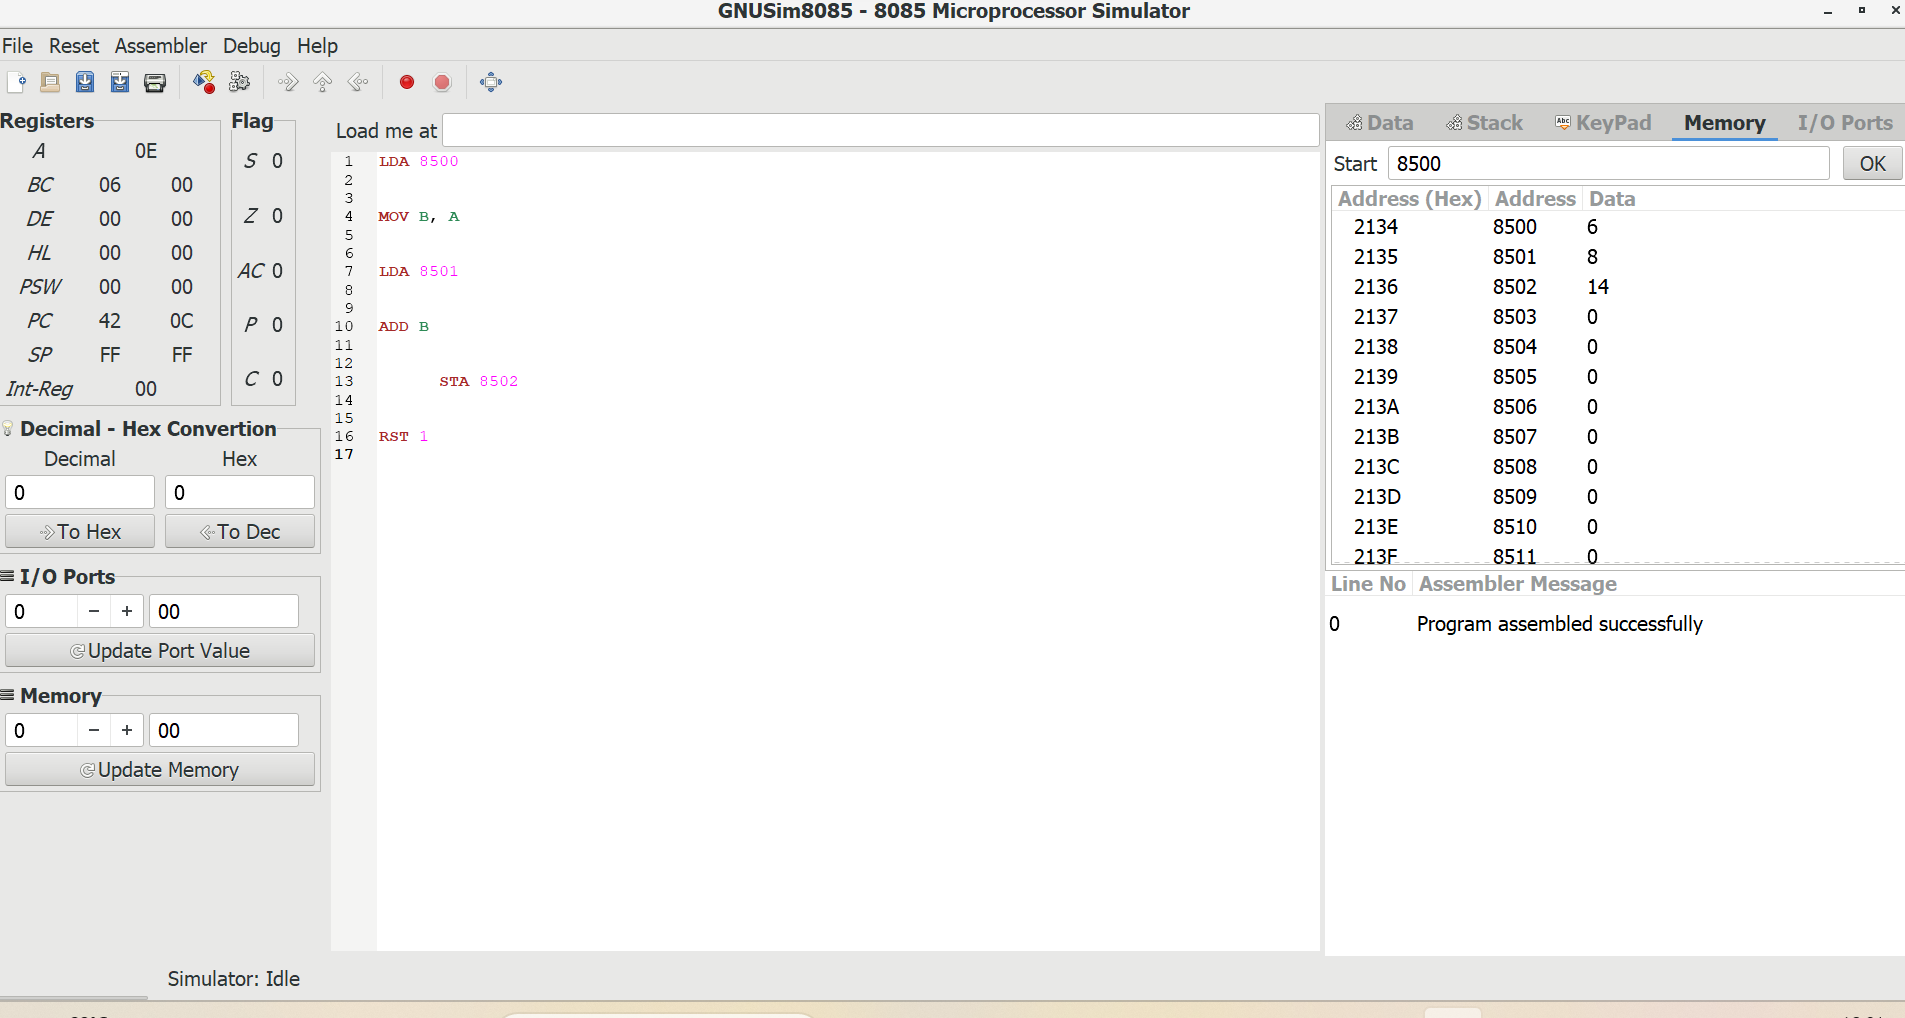 GNUSim8085 - 8085 Microprocessor Simulator
File Reset Assembler Debug Help
Registers
A 0E
BC 06 00
DE 00 00
HL 00 00
PSW 00 00
PC 42 0C
SP FF FF
Int-Reg 00
Flag
S 0
Z 0
AC 0
P 0
C 0
Decimal - Hex Convertion
Decimal Hex
0 0
To Hex To Dec
I/O Ports
0 − + 00
Update Port Value
Memory
0 − + 00
Update Memory
Load me at
1 LDA 8500
2
3
4 MOV B, A
5
6
7 LDA 8501
8
9
10 ADD B
11
12
13 STA 8502
14
15
16 RST 1
17
Data Stack KeyPad Memory I/O Ports
Start 8500 OK
Address (Hex) Address Data
2134 8500 6
2135 8501 8
2136 8502 14
2137 8503 0
2138 8504 0
2139 8505 0
213A 8506 0
213B 8507 0
213C 8508 0
213D 8509 0
213E 8510 0
213F 8511 0
Line No Assembler Message
0 Program assembled successfully
Simulator: Idle